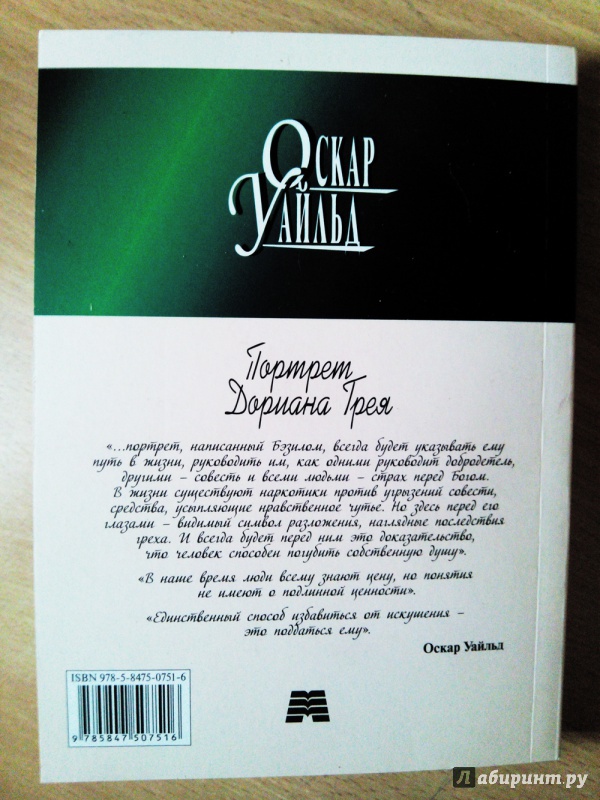 Оскар
Уайльд
Портрет
Дориана Грея
«...портрет, написанный Бэзилом, всегда будет указывать ему
путь в жизни, руководить им, как одними руководит добродетель,
другими – совесть и всеми людьми – страх перед Богом.
В жизни существуют наркотики против угрызений совести,
средства, усыпляющие нравственное чутье. Но здесь перед его
глазами – видимый символ разложения, наглядные последствия
греха. И всегда будет перед ним это доказательство,
что человек способен погубить собственную душу».
«В наше время люди всему знают цену, но понятия
не имеют о подлинной ценности».
«Единственный способ избавиться от искушения –
это поддаться ему».
Оскар Уайльд
ISBN 978-5-8475-0751-6
9 785847 507516
лабиринт.ру